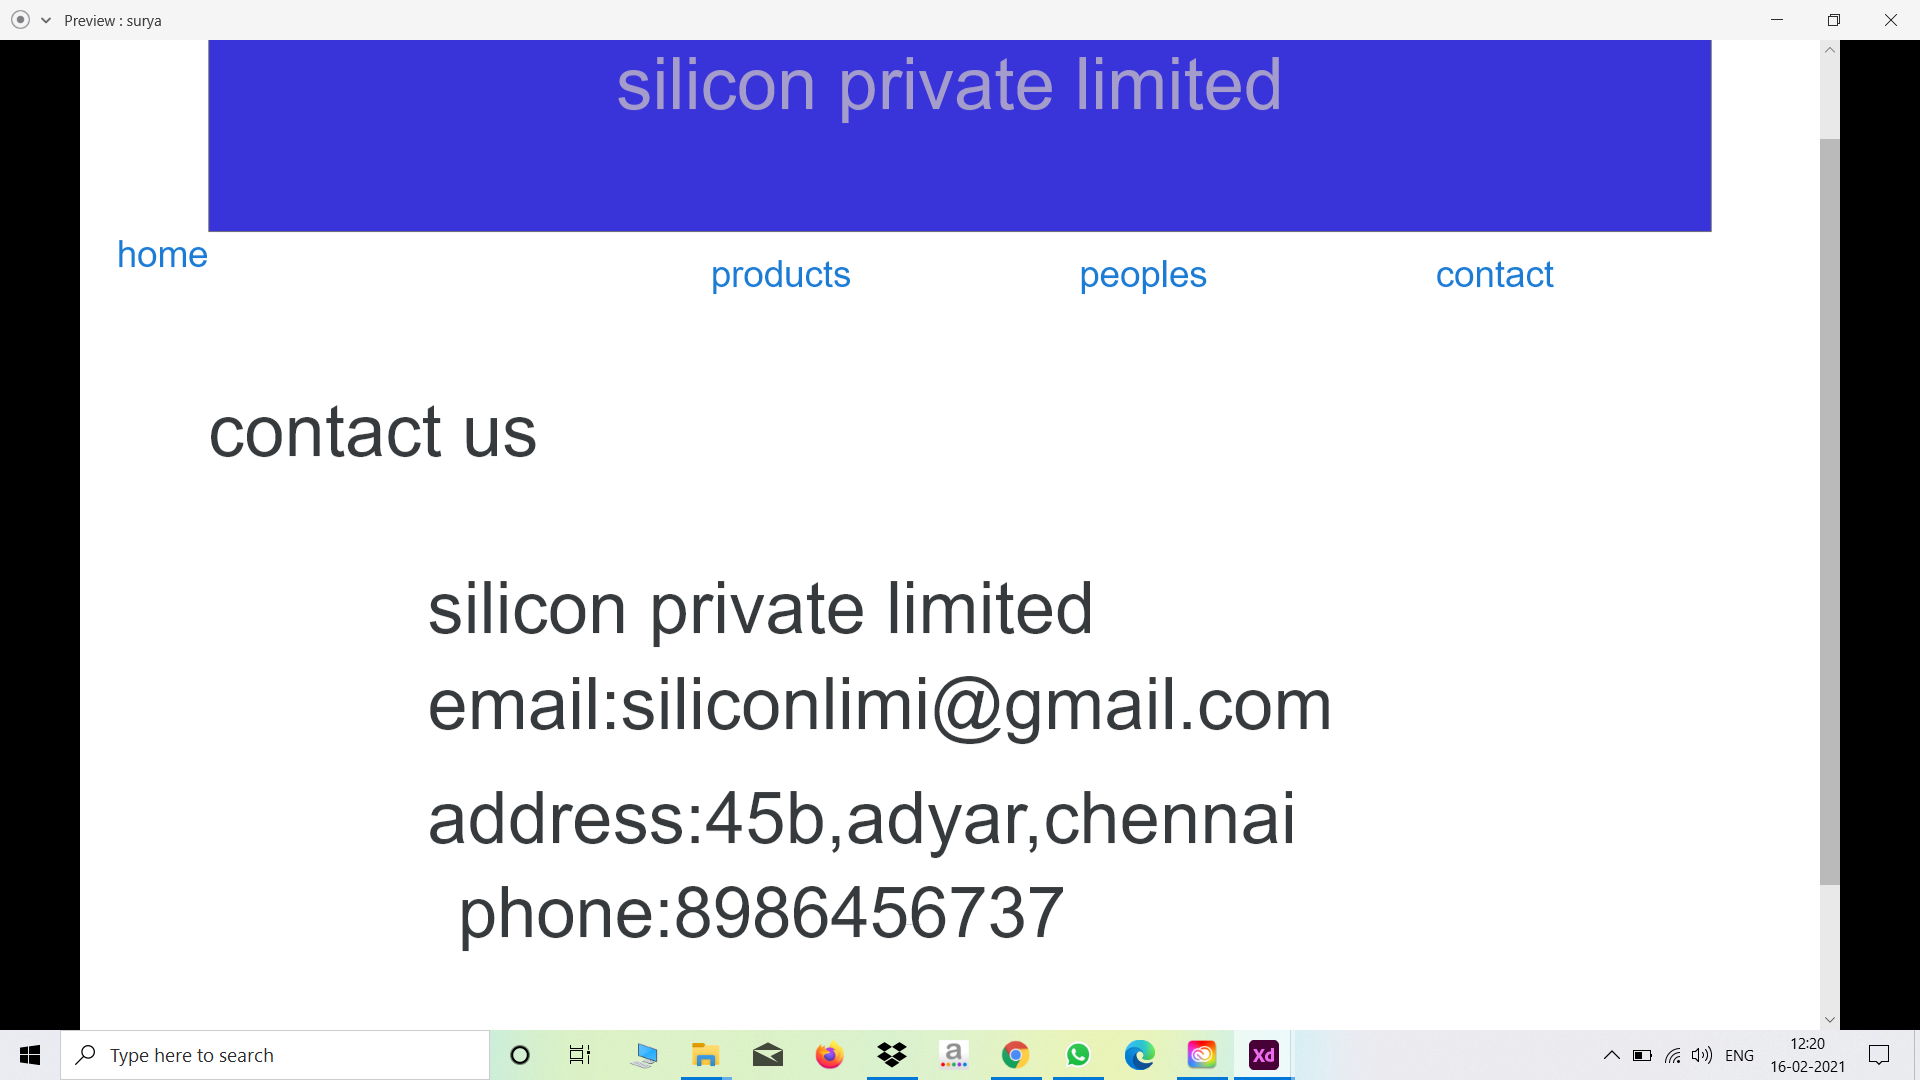 Preview : surya
silicon private limited
home
products peoples contact
contact us
silicon private limited
email:siliconlimi@gmail.com
address:45b,adyar,chennai
phone:8986456737
Type here to search
a
Xd
ENG
12:20
16-02-2021